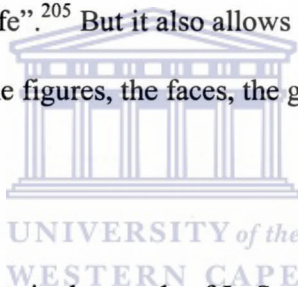 fe”.²⁰⁵ But it also allows
e figures, the faces, the g
UNIVERSITY of the
WESTERN CAPE